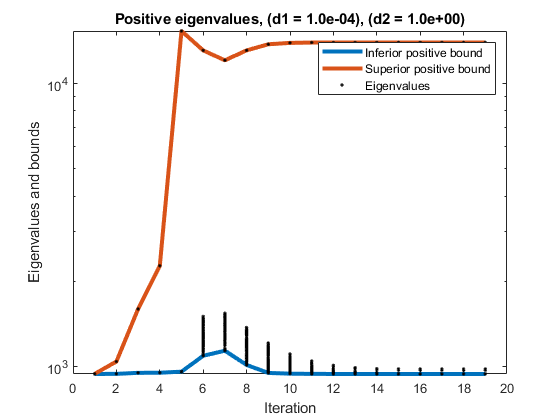 Positive eigenvalues, (d1 = 1.0e-04), (d2 = 1.0e+00)
Inferior positive bound
Superior positive bound
Eigenvalues
Eigenvalues and bounds
10^4
10^3
0 2 4 6 8 10 12 14 16 18 20
Iteration